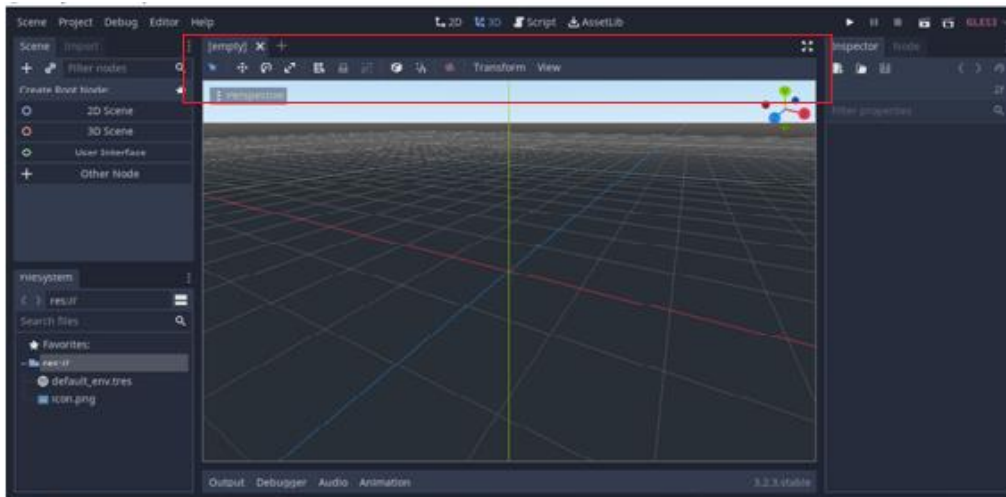 Scene Project Debug Editor Help
2D 3D Script AssetLib
GLES3
Scene Import
Filter nodes
Create Root Node:
2D Scene
3D Scene
User Interface
Other Node
FileSystem
res://
Search files
Favorites:
res://
default_env.tres
icon.png
[empty]
Transform View
Perspective
Output Debugger Audio Animation
3.2.3.stable
Inspector Node
Filter properties